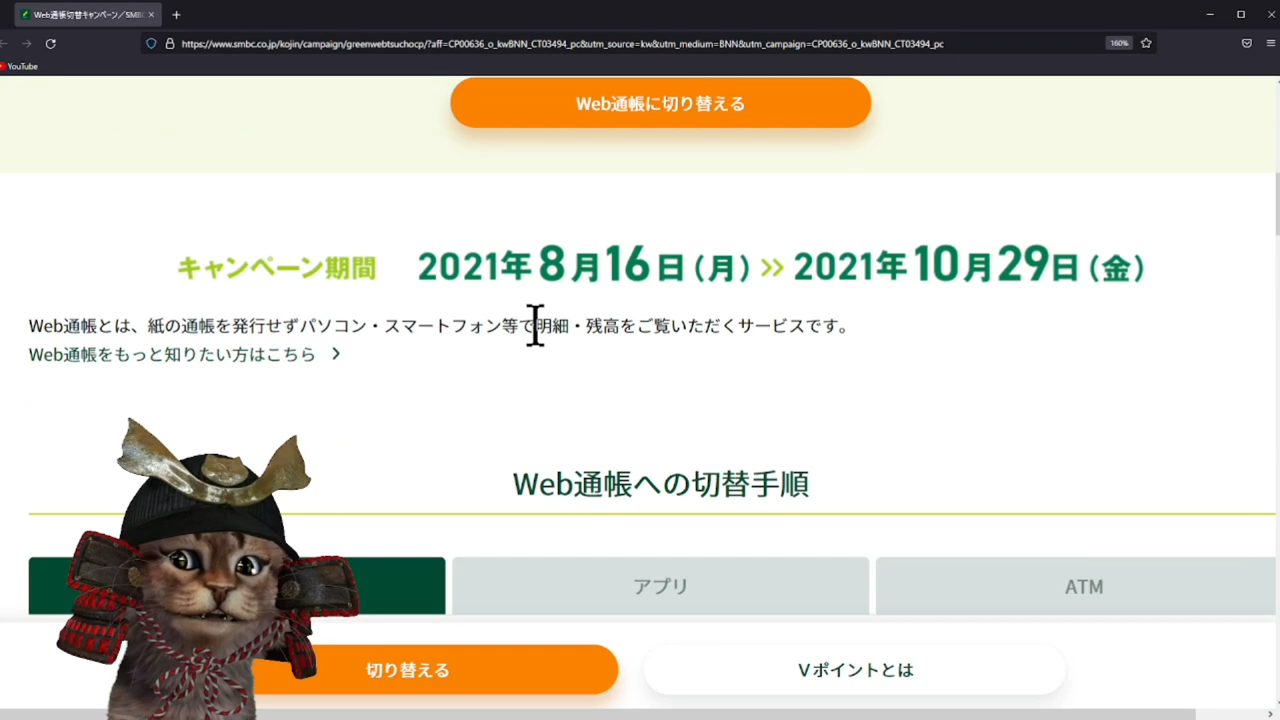 Web通帳切替キャンペーン/SMBC
https://www.smbc.co.jp/kojin/campaign/greenwebtsuchocp/?aff=CP00636_o_kwBNN_CT03494_pc&utm_source=kw&utm_medium=BNN&utm_campaign=CP00636_o_kwBNN_CT03494_pc
160%
YouTube
Web通帳に切り替える
キャンペーン期間 2021年8月16日(月) >> 2021年10月29日(金)
Web通帳とは、紙の通帳を発行せずパソコン・スマートフォン等で明細・残高をご覧いただくサービスです。
Web通帳をもっと知りたい方はこちら
Web通帳への切替手順
アプリ
ATM
切り替える
Vポイントとは